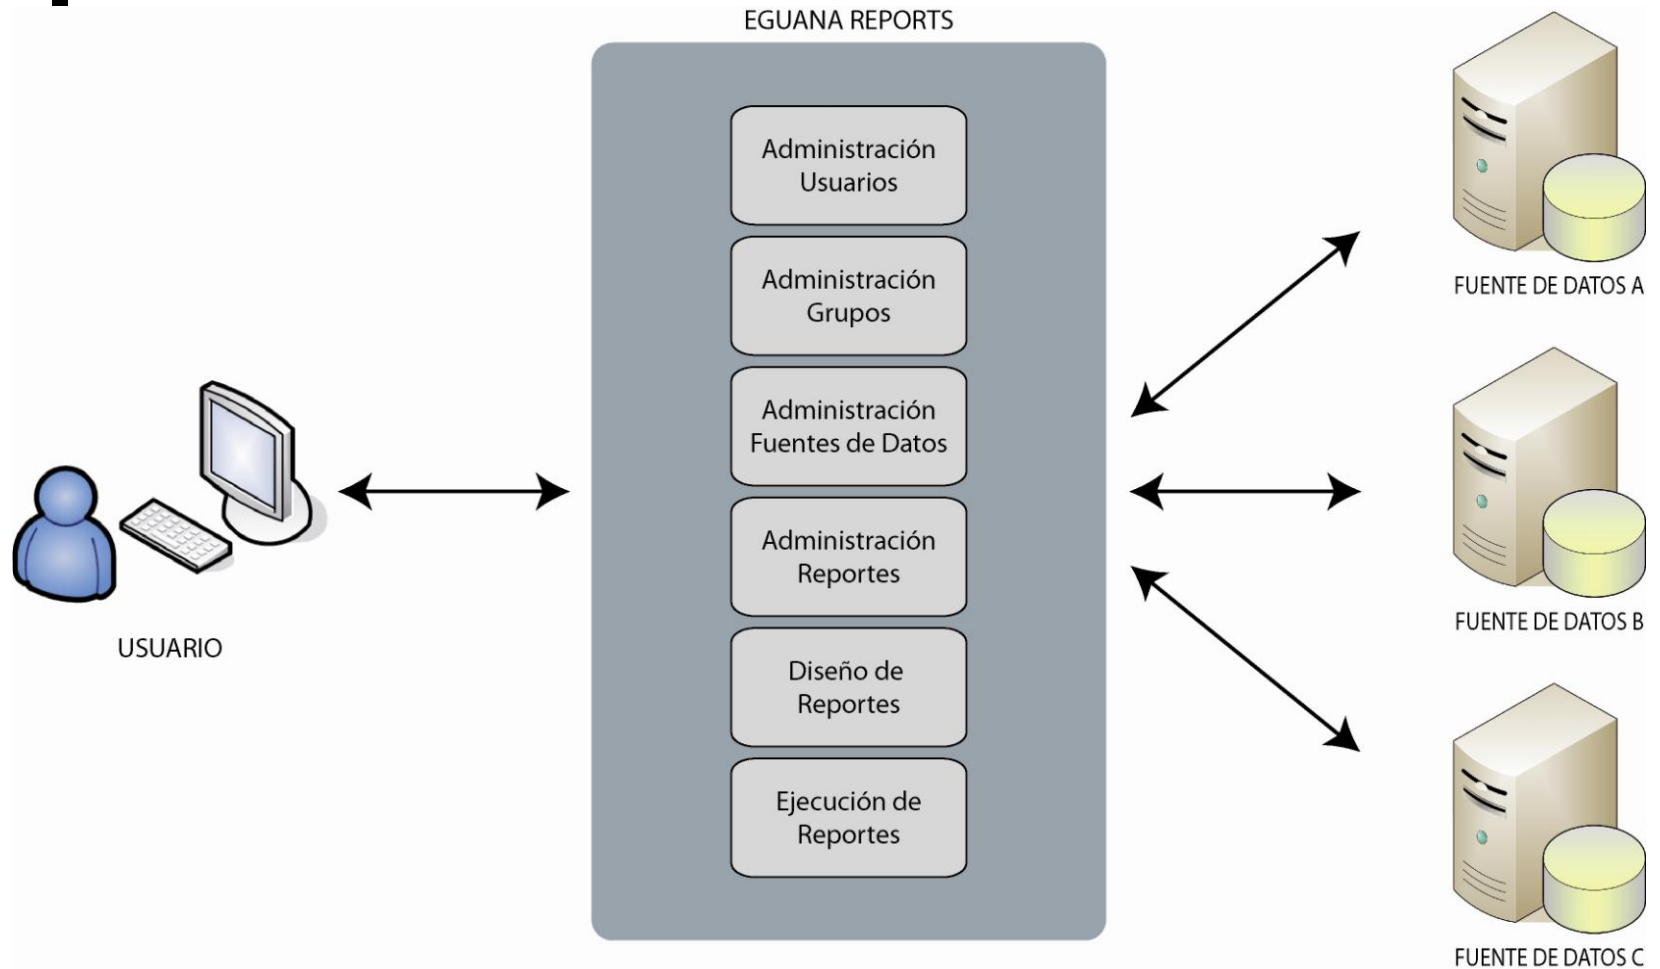 EGUANA REPORTS
Administración
Usuarios
Administración
Grupos
Administración
Fuentes de Datos
Administración
Reportes
Diseño de
Reportes
Ejecución de
Reportes
USUARIO
FUENTE DE DATOS A
FUENTE DE DATOS B
FUENTE DE DATOS C